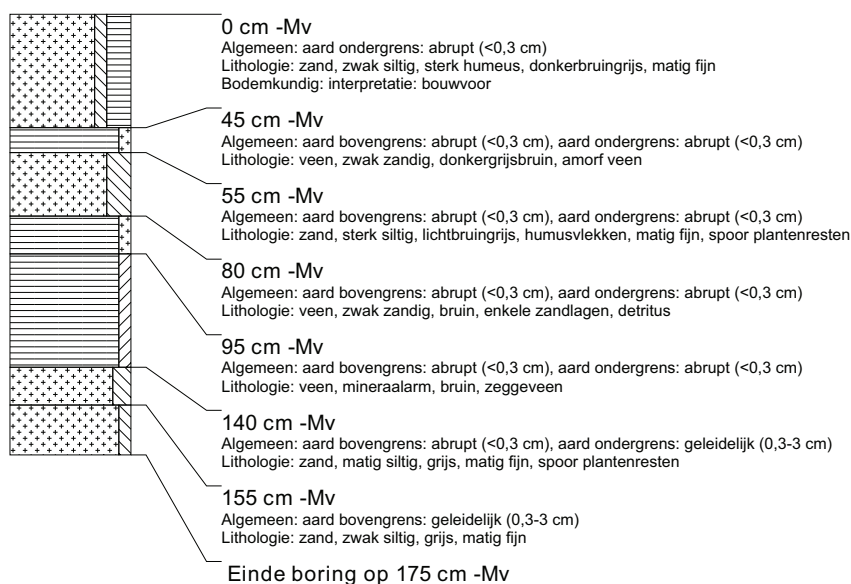 0 cm -Mv
Algemeen: aard ondergrens: abrupt (<0,3 cm)
Lithologie: zand, zwak siltig, sterk humeus, donkerbruingrijs, matig fijn
Bodemkundig: interpretatie: bouwvoor
45 cm -Mv
Algemeen: aard bovengrens: abrupt (<0,3 cm), aard ondergrens: abrupt (<0,3 cm)
Lithologie: veen, zwak zandig, donkergrijsbruin, amorf veen
55 cm -Mv
Algemeen: aard bovengrens: abrupt (<0,3 cm), aard ondergrens: abrupt (<0,3 cm)
Lithologie: zand, sterk siltig, lichtbruingrijs, humusvlekken, matig fijn, spoor plantenresten
80 cm -Mv
Algemeen: aard bovengrens: abrupt (<0,3 cm), aard ondergrens: abrupt (<0,3 cm)
Lithologie: veen, zwak zandig, bruin, enkele zandlagen, detritus
95 cm -Mv
Algemeen: aard bovengrens: abrupt (<0,3 cm), aard ondergrens: abrupt (<0,3 cm)
Lithologie: veen, mineraalarm, bruin, zeggeveen
140 cm -Mv
Algemeen: aard bovengrens: abrupt (<0,3 cm), aard ondergrens: geleidelijk (0,3-3 cm)
Lithologie: zand, matig siltig, grijs, matig fijn, spoor plantenresten
155 cm -Mv
Algemeen: aard bovengrens: geleidelijk (0,3-3 cm)
Lithologie: zand, zwak siltig, grijs, matig fijn
Einde boring op 175 cm -Mv